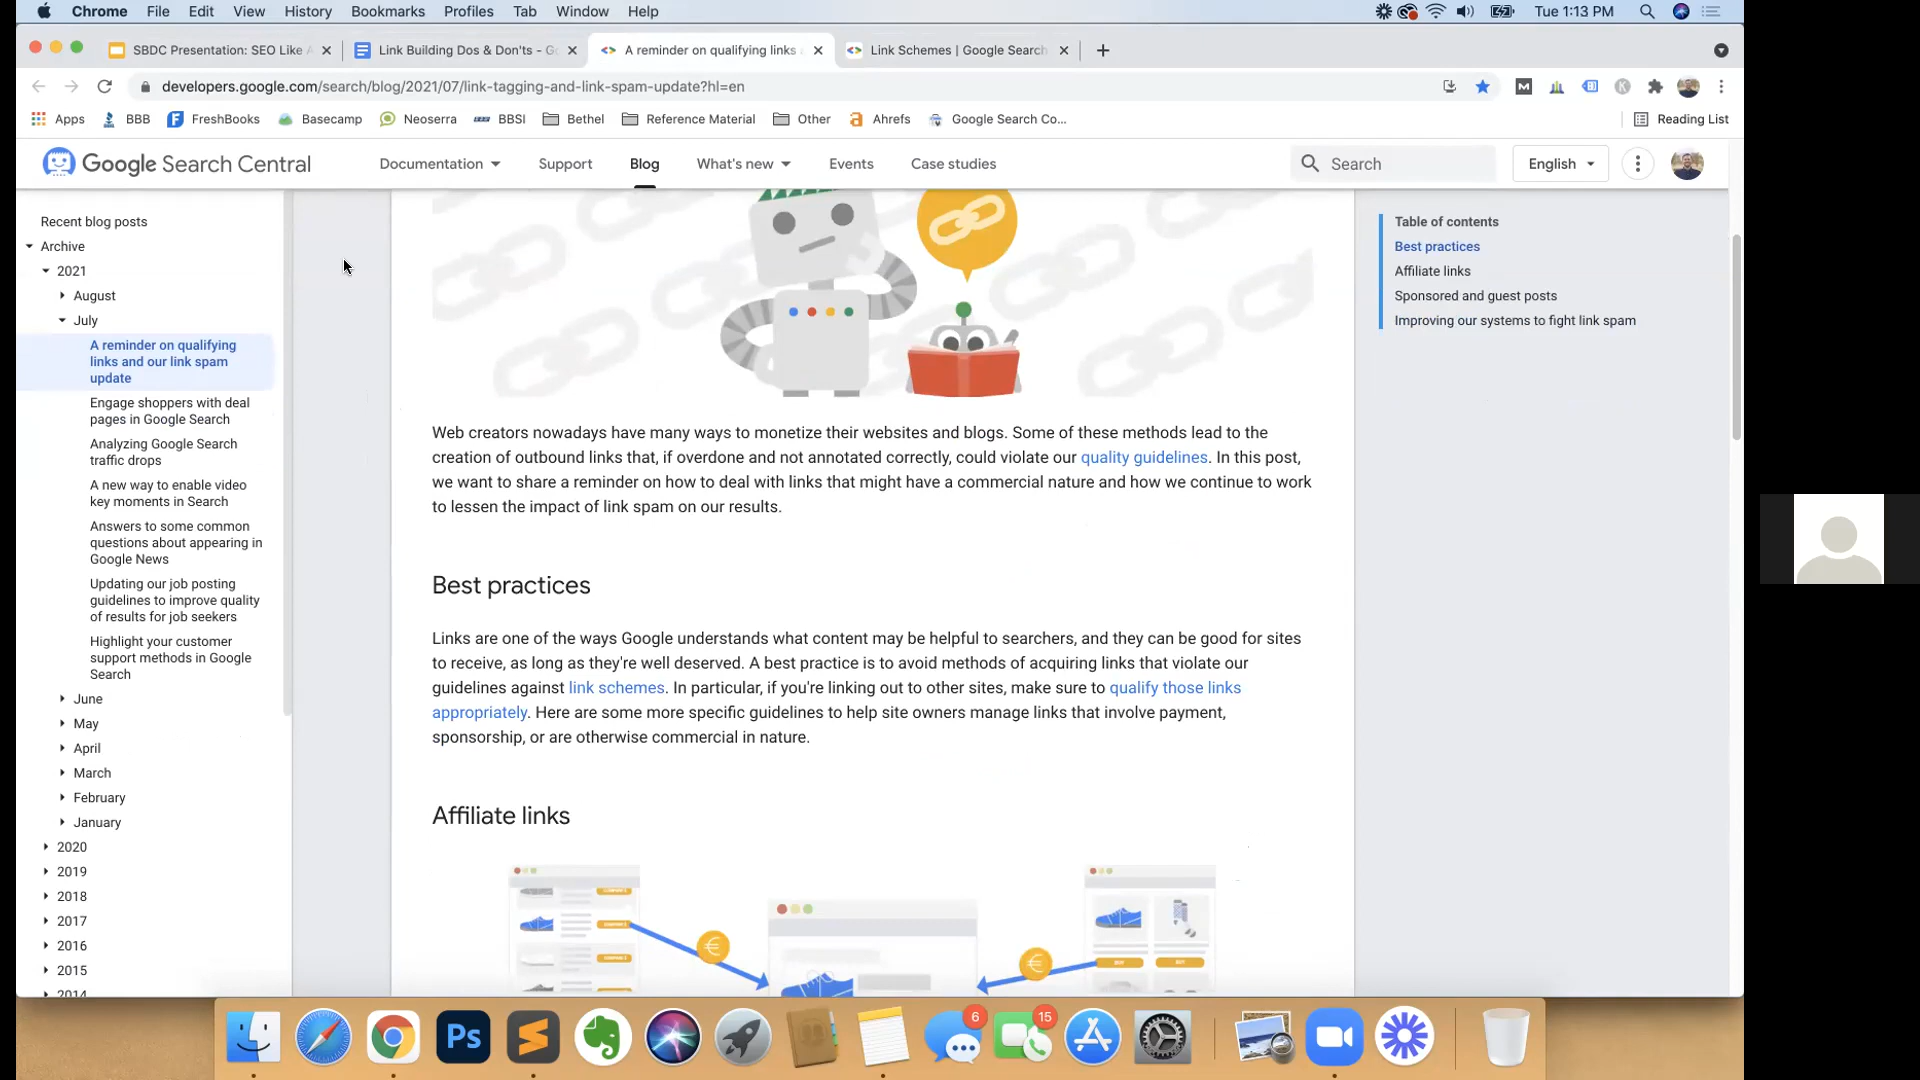 Chrome File Edit View History Bookmarks Profiles Tab Window Help Tue 1:13 PM
SBDC Presentation: SEO Like A
Link Building Dos & Don'ts - Go
A reminder on qualifying links
Link Schemes | Google Search
developers.google.com/search/blog/2021/07/link-tagging-and-link-spam-update?hl=en
Apps BBB FreshBooks Basecamp Neoserra BBSI Bethel Reference Material Other Ahrefs Google Search Co... Reading List
Google Search Central Documentation Support Blog What's new Events Case studies Search English
Recent blog posts
Archive
2021
August
July
A reminder on qualifying
links and our link spam
update
Engage shoppers with deal
pages in Google Search
Analyzing Google Search
traffic drops
A new way to enable video
key moments in Search
Answers to some common
questions about appearing in
Google News
Updating our job posting
guidelines to improve quality
of results for job seekers
Highlight your customer
support methods in Google
Search
June
May
April
March
February
January
2020
2019
2018
2017
2016
2015
2014
Web creators nowadays have many ways to monetize their websites and blogs. Some of these methods lead to the
creation of outbound links that, if overdone and not annotated correctly, could violate our quality guidelines. In this post,
we want to share a reminder on how to deal with links that might have a commercial nature and how we continue to work
to lessen the impact of link spam on our results.
Best practices
Links are one of the ways Google understands what content may be helpful to searchers, and they can be good for sites
to receive, as long as they're well deserved. A best practice is to avoid methods of acquiring links that violate our
guidelines against link schemes. In particular, if you're linking out to other sites, make sure to qualify those links
appropriately. Here are some more specific guidelines to help site owners manage links that involve payment,
sponsorship, or are otherwise commercial in nature.
Affiliate links
€
€
BUY
BUY
Table of contents
Best practices
Affiliate links
Sponsored and guest posts
Improving our systems to fight link spam
Ps
6
15